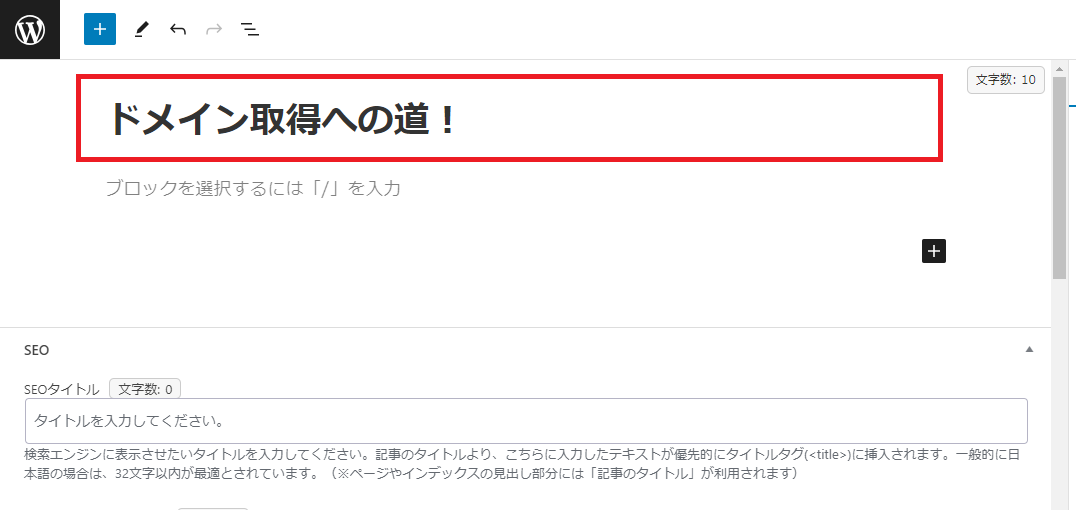 文字数: 10
ドメイン取得への道！
ブロックを選択するには「/」を入力
SEO
SEOタイトル 文字数: 0
タイトルを入力してください。
検索エンジンに表示させたいタイトルを入力してください。記事のタイトルより、こちらに入力したテキストが優先的にタイトルタグ(<title>)に挿入されます。一般的に日
本語の場合は、32文字以内が最適とされています。（※ページやインデックスの見出し部分には「記事のタイトル」が利用されます）